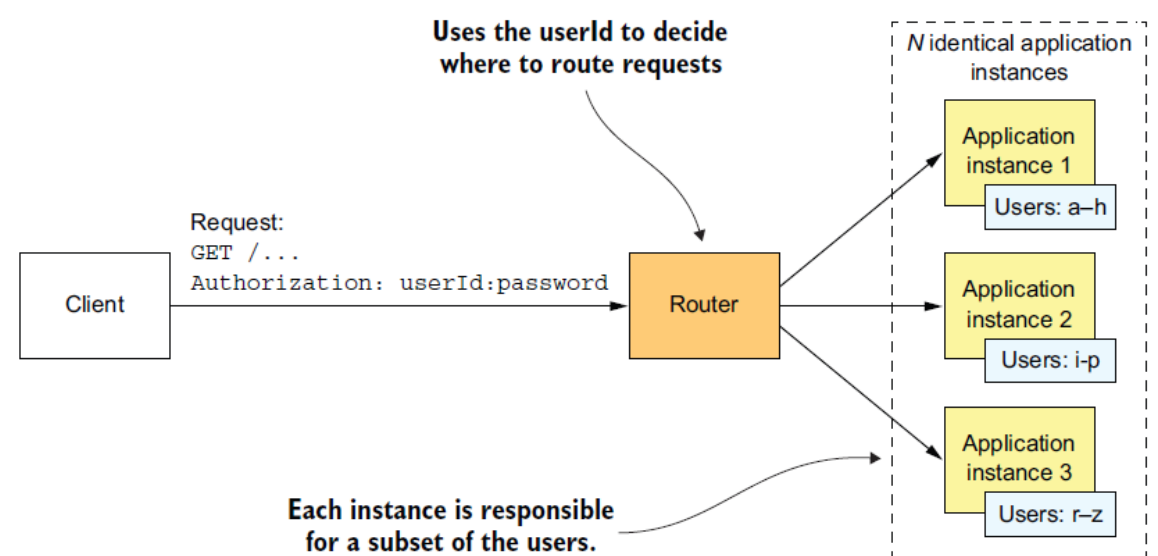 Uses the userId to decide
where to route requests
N identical application
instances
Application
instance 1
Users: a–h
Request:
GET /...
Authorization: userId:password
Client
Router
Application
instance 2
Users: i-p
Application
instance 3
Users: r–z
Each instance is responsible
for a subset of the users.